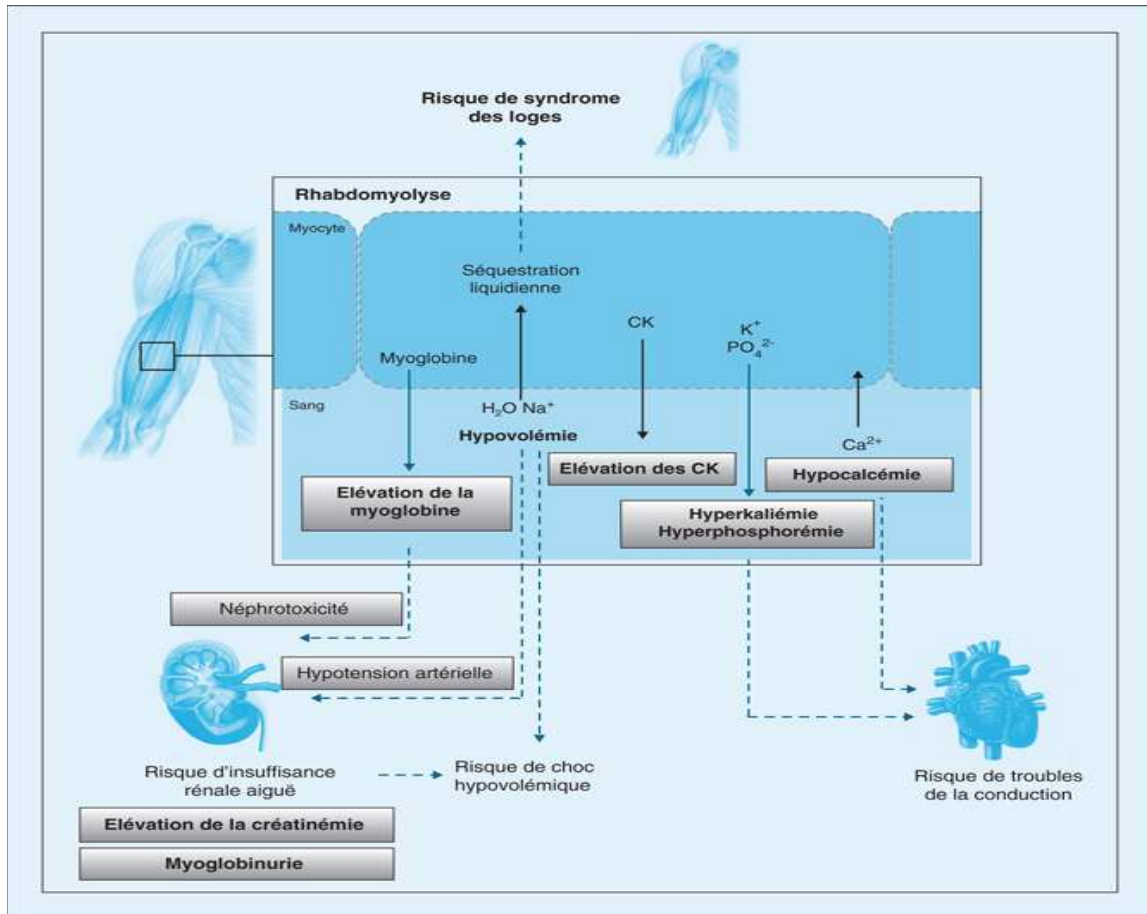 Risque de syndrome
des loges
Rhabdomyolyse
Myocyte
Séquestration
liquidienne
CK
K⁺
PO₄²⁻
Myoglobine
Sang
H₂O Na⁺
Hypovolémie
Ca²⁺
Elévation des CK
Hypocalcémie
Elévation de la
myoglobine
Hyperkaliémie
Hyperphosphorémie
Néphrotoxicité
Hypotension artérielle
Risque d'insuffisance
rénale aiguë
Risque de choc
hypovolémique
Risque de troubles
de la conduction
Elévation de la créatinémie
Myoglobinurie